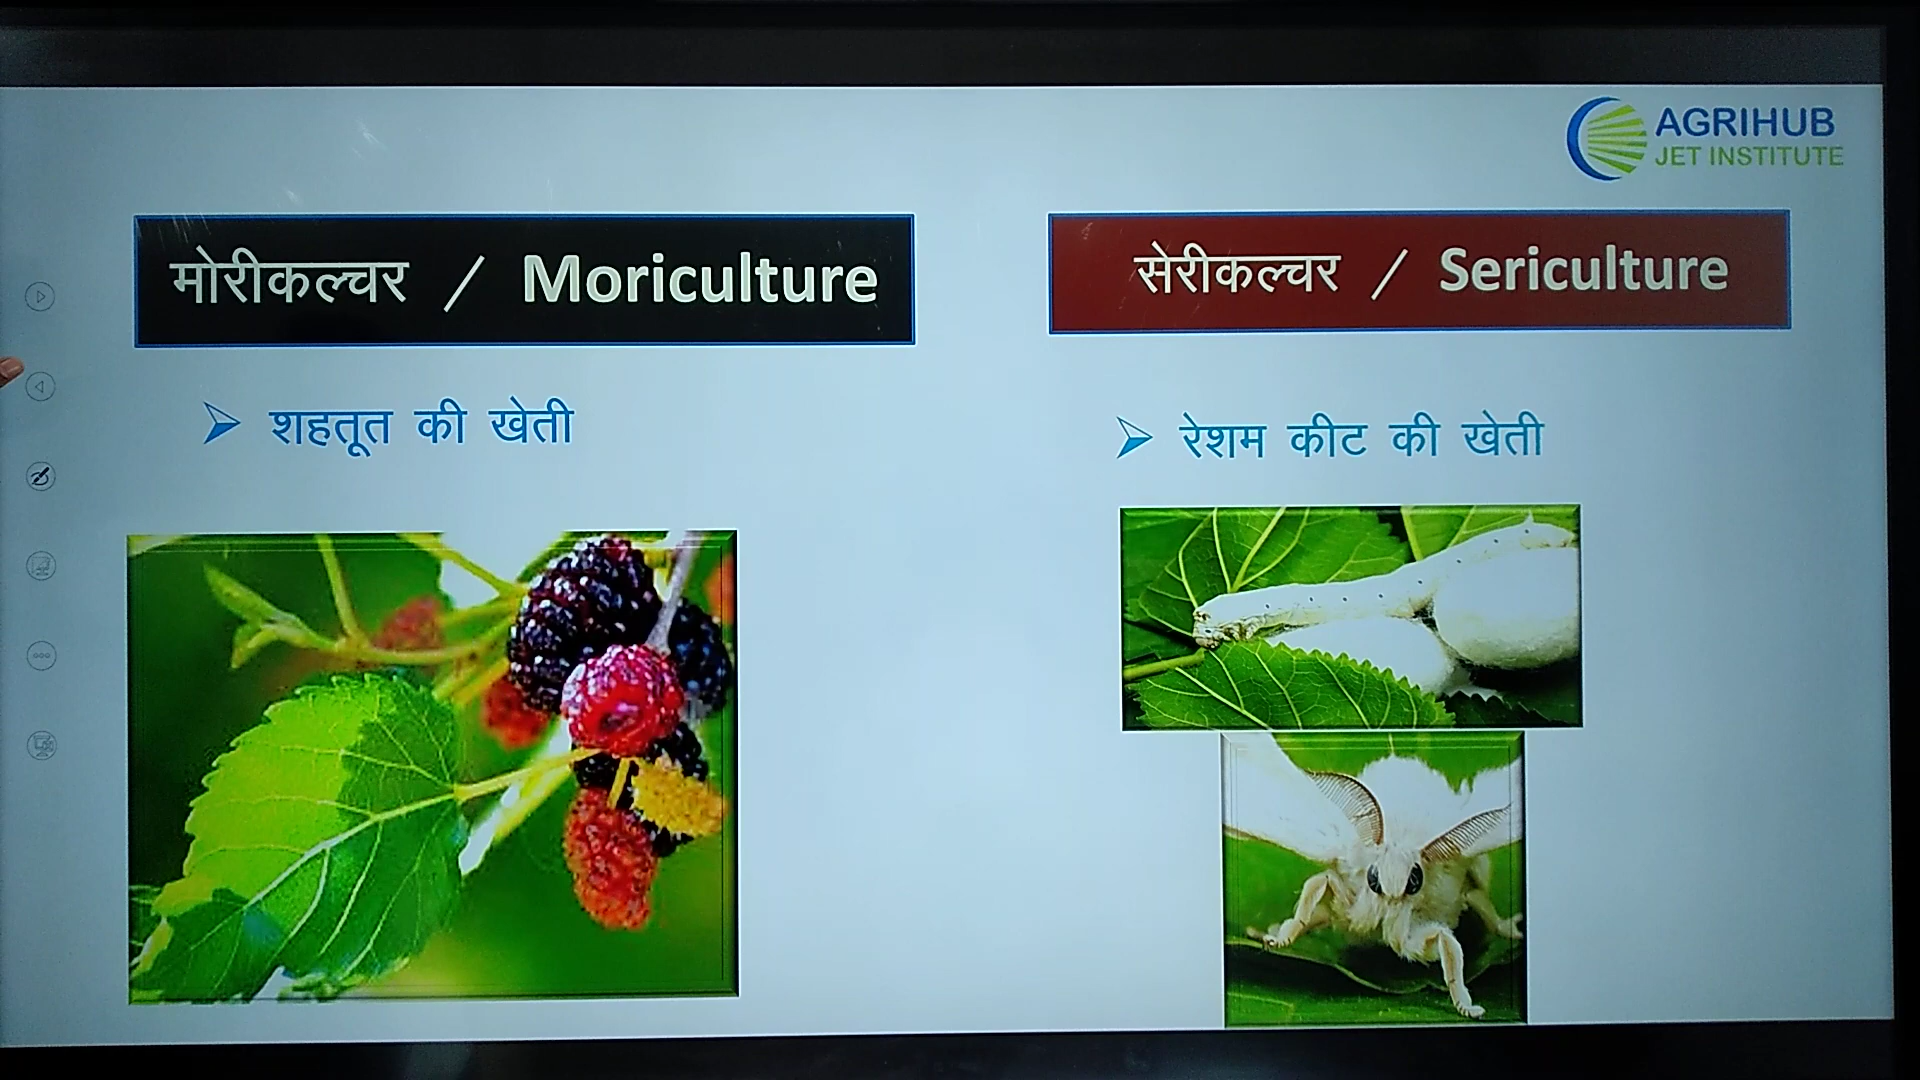 AGRIHUB
JET INSTITUTE
मोरीकल्चर / Moriculture
सेरीकल्चर / Sericulture
➢ शहतूत की खेती
➢ रेशम कीट की खेती